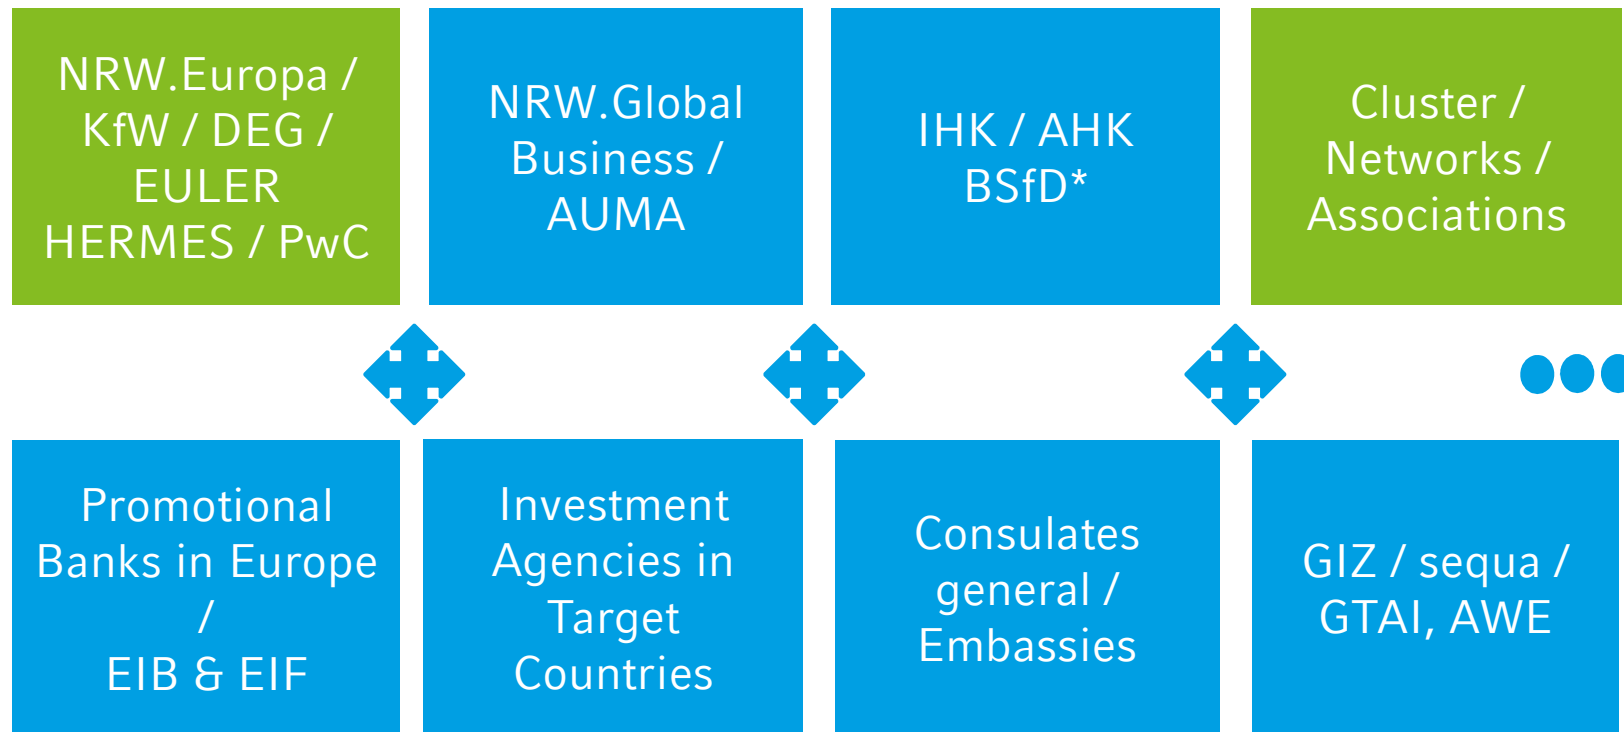 NRW.Europa /
KfW / DEG /
EULER
HERMES / PwC
NRW.Global
Business /
AUMA
IHK / AHK
BSfD*
Cluster /
Networks /
Associations
Promotional
Banks in Europe
/
EIB & EIF
Investment
Agencies in
Target
Countries
Consulates
general /
Embassies
GIZ / sequa /
GTAI, AWE